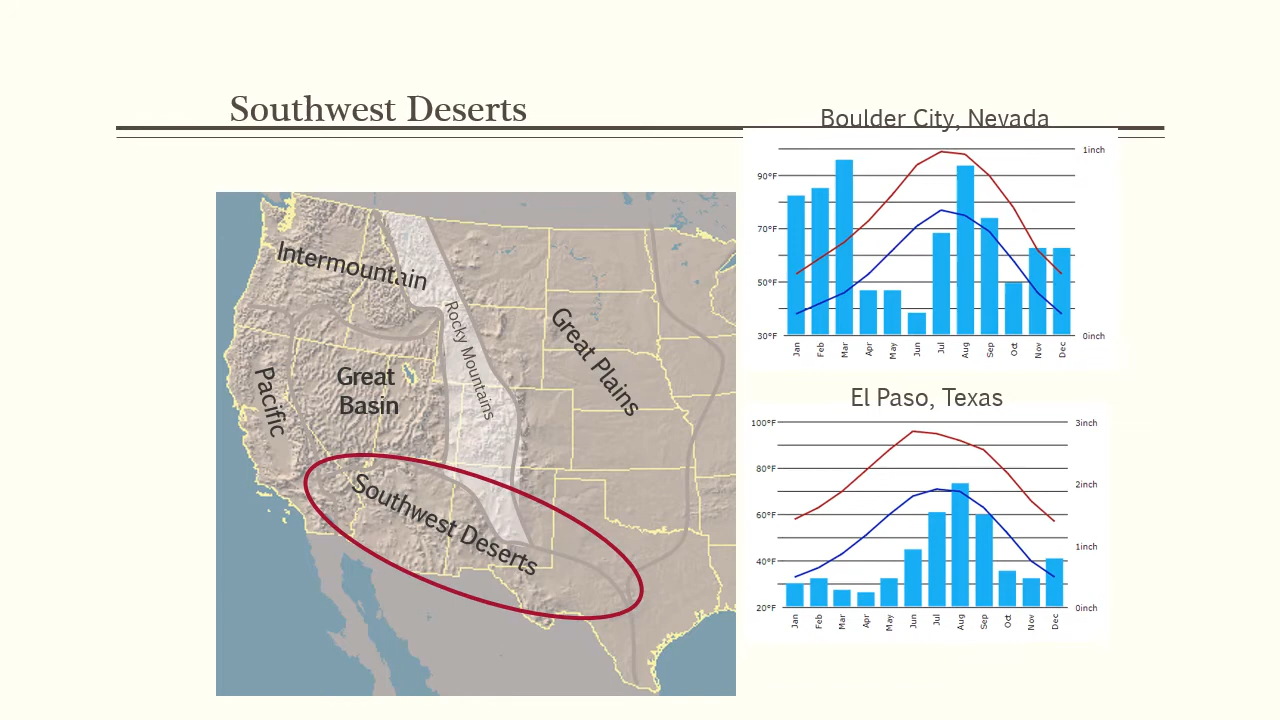 Southwest Deserts
Intermountain
Rocky Mountains
Great Plains
Pacific
Great
Basin
Southwest Deserts
Boulder City, Nevada
1inch
90°F
70°F
50°F
30°F
0inch
Jan Feb Mar Apr May Jun Jul Aug Sep Oct Nov Dec
El Paso, Texas
100°F 3inch
80°F
2inch
60°F
1inch
40°F
20°F 0inch
Jan Feb Mar Apr May Jun Jul Aug Sep Oct Nov Dec